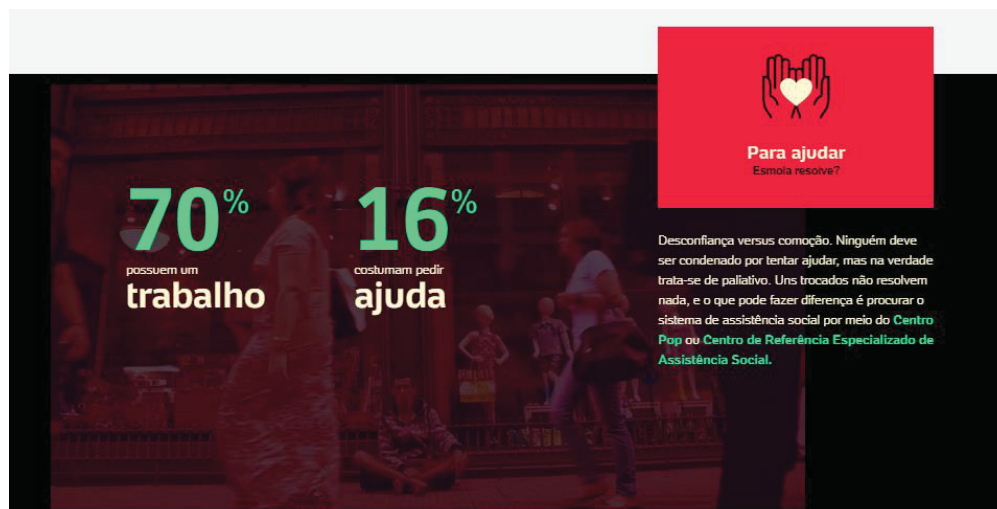 70%
possuem um
trabalho
16%
costumam pedir
ajuda
Para ajudar
Esmola resolve?
Desconfiança versus comoção. Ninguém deve
ser condenado por tentar ajudar, mas na verdade
trata-se de paliativo. Uns trocados não resolvem
nada, e o que pode fazer diferença é procurar o
sistema de assistência social por meio do Centro
Pop ou Centro de Referência Especializado de
Assistência Social.